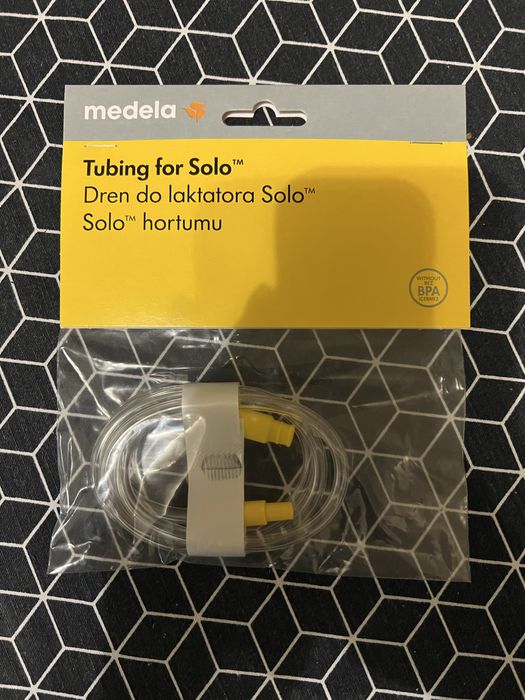 medela
Tubing for Solo™
Dren do laktatora Solo™
Solo™ hortumu
WITHOUT
BEZ
BPA
İÇERMEZ